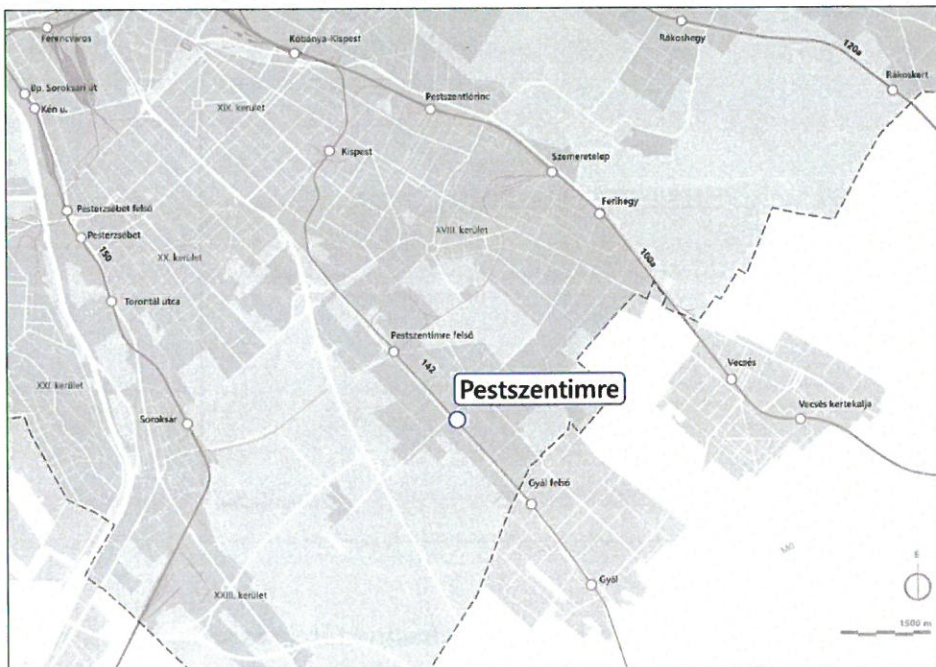 Ferencváros
Kőbánya-Kispest
Rákoshegy
120a
Rákoskert
Bp. Soroksári út
Kén u.
XIX. kerület
Pestszentlőrinc
Kispest
Szemeretelep
Ferihegy
Pesterzsébet felső
Pesterzsébet
XX. kerület
XVIII. kerület
150
100a
Torontál utca
Pestszentimre felső
142
XXI. kerület
Pestszentimre
Vecsés
Vecsés kertekalja
Soroksár
Gyál felső
M0
Gyál
É
XXIII. kerület
1500 m